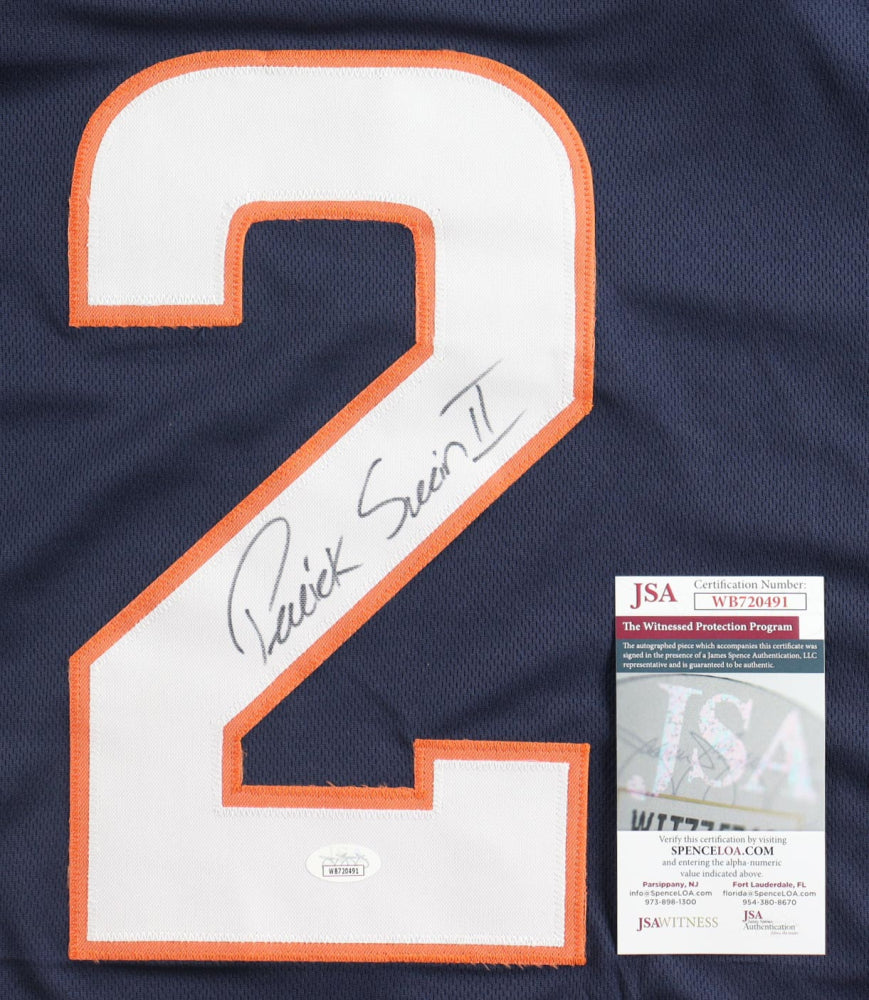 2
Patrick Surtain II
JSA
Certification Number:
WB720491
The Witnessed Protection Program
The autographed piece which accompanies this certificate was
signed in the presence of a James Spence Authentication, LLC
representative and is guaranteed to be authentic.
JSA
Verify this certification by visiting
SPENCELOA.COM
and entering the alpha-numeric
value indicated above.
Parsippany, NJ
info@SpenceLOA.com
973-898-1300
Fort Lauderdale, FL
florida@SpenceLOA.com
954-380-8670
JSAWITNESS
JSA
Authentication
WB720491